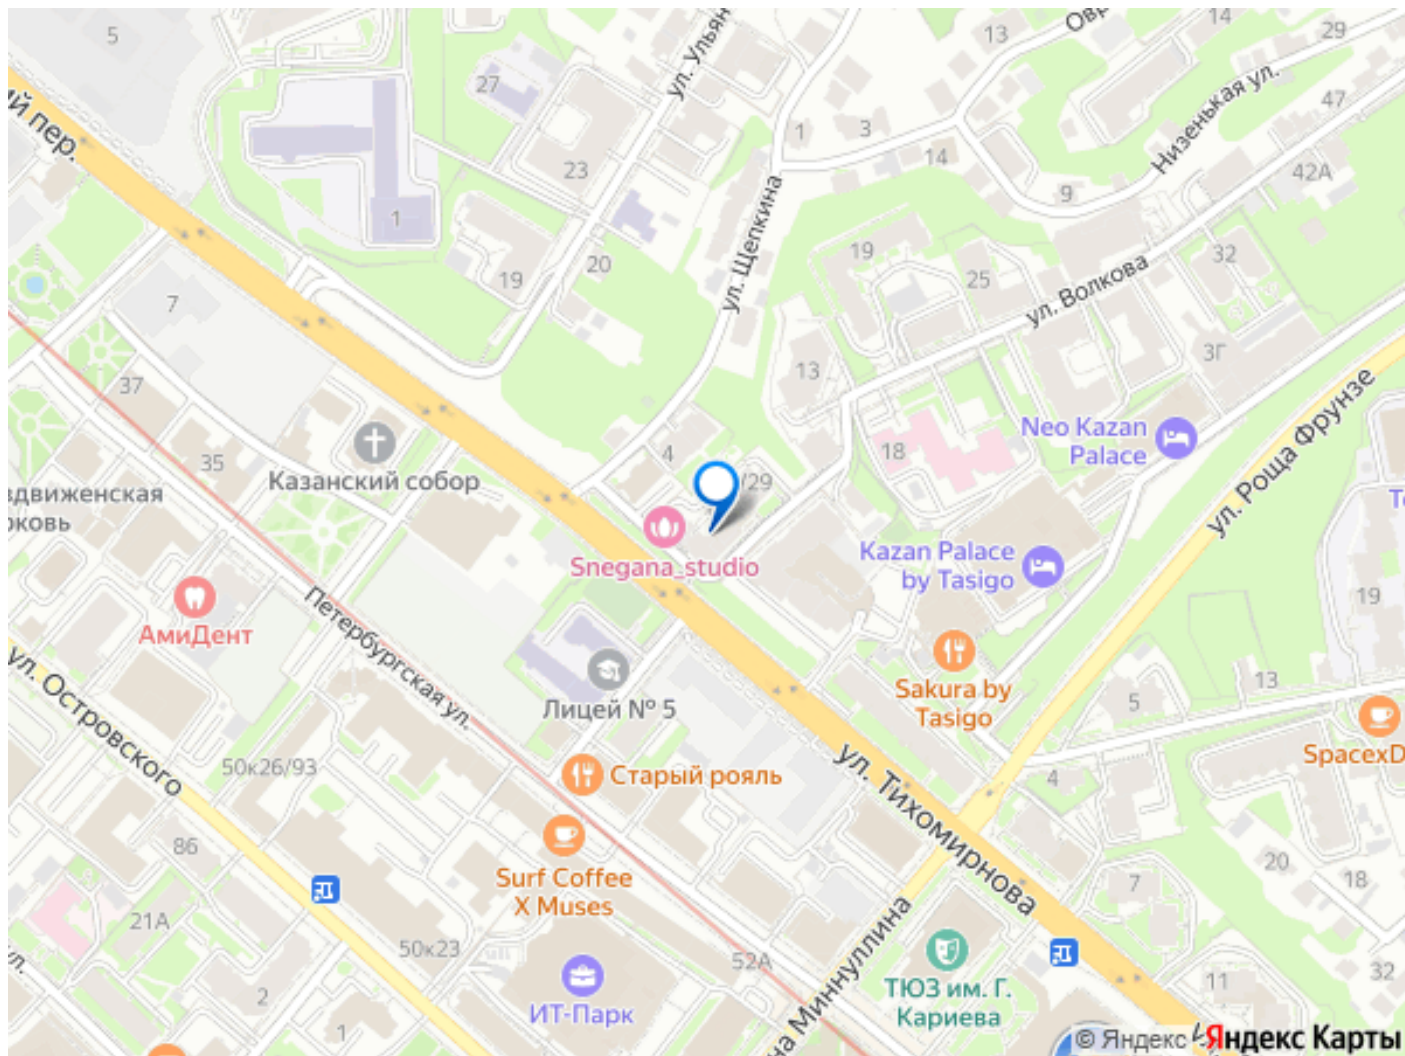 5
ий пер.
27
ул. Ульян
13
Овр
14
29
Низенькая ул.
47
1
3
14
42А
23
1
9
ул. Щепкина
19
20
19
25
32
ул. Волкова
7
37
13
3Г
35
Казанский собор
4
/29
18
Neo Kazan
Palace
ул. Роща Фрунзе
здвиженская
рковь
Snegana_studio
Kazan Palace
by Tasigo
19
АмиДент
Петербургская ул.
Лицей № 5
Sakura by
Tasigo
5
13
SpacexD
ул. Островского
50к26/93
Старый рояль
ул. Тихомирнова
4
86
Surf Coffee
X Muses
20
18
7
21А
50к23
52А
ул.
2
ИТ-Парк
на Миннуллина
ТЮЗ им. Г.
Кариева
11
32
1
© Яндекс Яндекс Карты